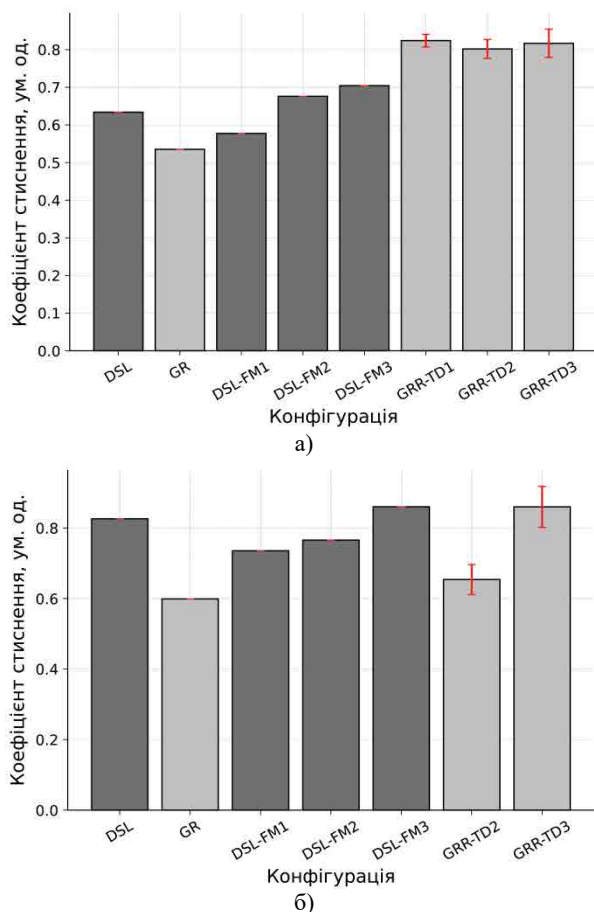 Коефіцієнт стиснення, ум. од.
0.8
0.7
0.6
0.5
0.4
0.3
0.2
0.1
0.0
DSL
GR
DSL-FM1
DSL-FM2
DSL-FM3
GRR-TD1
GRR-TD2
GRR-TD3
Конфігурація
а)
Коефіцієнт стиснення, ум. од.
0.8
0.6
0.4
0.2
0.0
DSL
GR
DSL-FM1
DSL-FM2
DSL-FM3
GRR-TD2
GRR-TD3
Конфігурація
б)